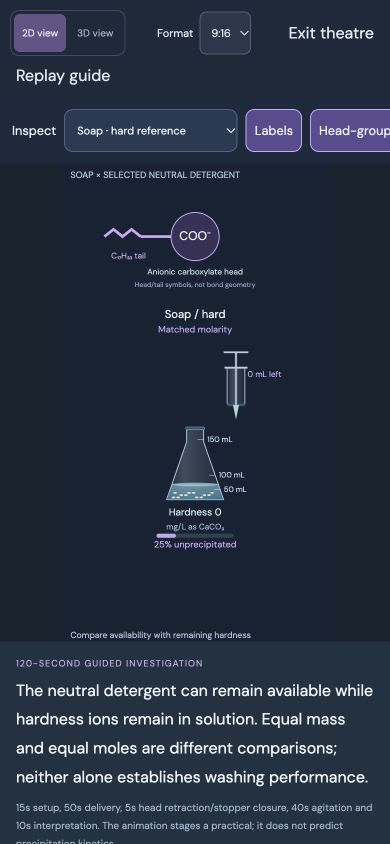 2D view 3D view Format 9:16 Exit theatre
Replay guide
Inspect Soap · hard reference Labels Head-group
SOAP × SELECTED NEUTRAL DETERGENT
COO⁻
tail
Anionic carboxylate head
Head/tail symbols, not bond geometry
Soap / hard
Matched molarity
0 mL left
150 mL
100 mL
50 mL
Hardness 0
mg/L as CaCO₃
25% unprecipitated
Compare availability with remaining hardness
120-SECOND GUIDED INVESTIGATION
The neutral detergent can remain available while
hardness ions remain in solution. Equal mass
and equal moles are different comparisons;
neither alone establishes washing performance.
15s setup, 50s delivery, 5s head retraction/stopper closure, 40s agitation and
10s interpretation. The animation stages a practical; it does not predict
precipitation kinetics.